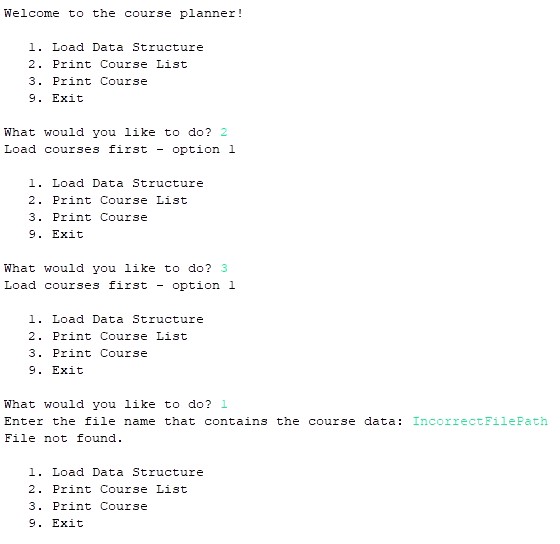 Welcome to the course planner!
1. Load Data Structure
2. Print Course List
3. Print Course
9. Exit
What would you like to do? 2
Load courses first - option 1
1. Load Data Structure
2. Print Course List
3. Print Course
9. Exit
What would you like to do? 3
Load courses first - option 1
1. Load Data Structure
2. Print Course List
3. Print Course
9. Exit
What would you like to do? 1
Enter the file name that contains the course data: IncorrectFilePath
File not found.
1. Load Data Structure
2. Print Course List
3. Print Course
9. Exit